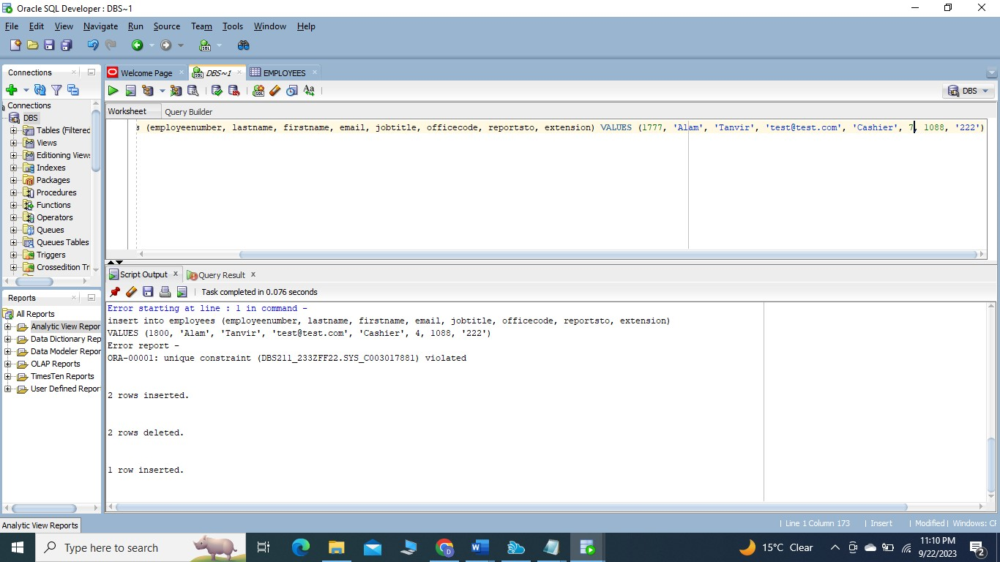 Oracle SQL Developer : DBS~1
File Edit View Navigate Run Source Team Tools Window Help
Connections
Welcome Page
DBS~1
EMPLOYEES
DBS
Connections
DBS
Tables (Filtered
Views
Editioning Views
Indexes
Packages
Procedures
Functions
Operators
Queues
Queues Tables
Triggers
Crossedition Tr
Worksheet Query Builder
s (employeenumber, lastname, firstname, email, jobtitle, officecode, reportsto, extension) VALUES (1777, 'Alam', 'Tanvir', 'test@test.com', 'Cashier', 7, 1088, '222')
Reports
All Reports
Analytic View Repor
Data Dictionary Rep
Data Modeler Repor
OLAP Reports
TimesTen Reports
User Defined Repor
Script Output x Query Result x
Task completed in 0.076 seconds
Error starting at line : 1 in command -
insert into employees (employeenumber, lastname, firstname, email, jobtitle, officecode, reportsto, extension)
VALUES (1800, 'Alam', 'Tanvir', 'test@test.com', 'Cashier', 4, 1088, '222')
Error report -
ORA-00001: unique constraint (DBS211_233ZFF22.SYS_C003017881) violated
2 rows inserted.
2 rows deleted.
1 row inserted.
Analytic View Reports
| Line 1 Column 173 | Insert | Modified | Windows: CF
Type here to search
15°C Clear
11:10 PM
9/22/2023
2